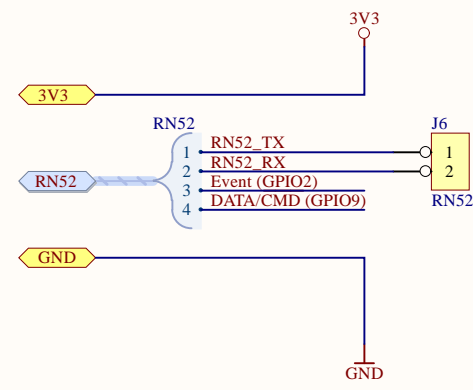 3V3
3V3
RN52
J6
1 RN52_TX 1
2 RN52_RX 2
RN52
3 Event (GPIO2)
4 DATA/CMD (GPIO9)
RN52
GND
GND